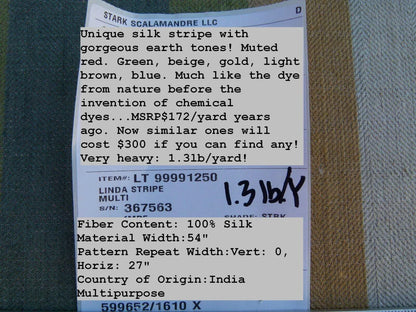 STARK SCALAMANDRE LLC
D
Unique silk stripe with
gorgeous earth tones! Muted
red. Green, beige, gold, light
brown, blue. Much like the dye
from nature before the
invention of chemical
dyes...MSRP$172/yard years
ago. Now similar ones will
cost $300 if you can find any!
Very heavy: 1.3lb/yard!
ITEM#: LT 99991250
LINDA STRIPE
MULTI
1.3 lb/Y
S/N: 367563
Fiber Content: 100% Silk
Material Width:54"
Pattern Repeat Width:Vert: 0,
Horiz: 27"
Country of Origin:India
Multipurpose
599652/1610 X